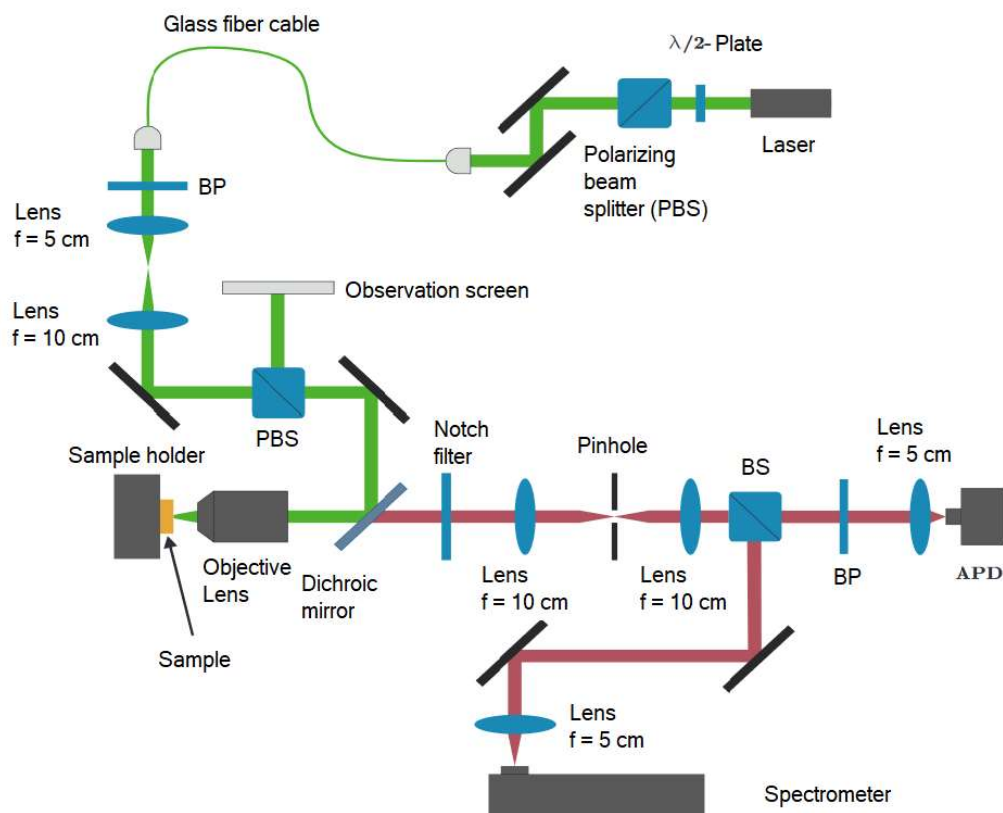 Glass fiber cable
λ/2- Plate
Laser
Polarizing
beam
splitter (PBS)
BP
Lens
f = 5 cm
Observation screen
Lens
f = 10 cm
PBS
Sample holder
Notch
filter
Pinhole
BS
Lens
f = 5 cm
Objective
Lens
Dichroic
mirror
Lens
f = 10 cm
Lens
f = 10 cm
BP
APD
Sample
Lens
f = 5 cm
Spectrometer